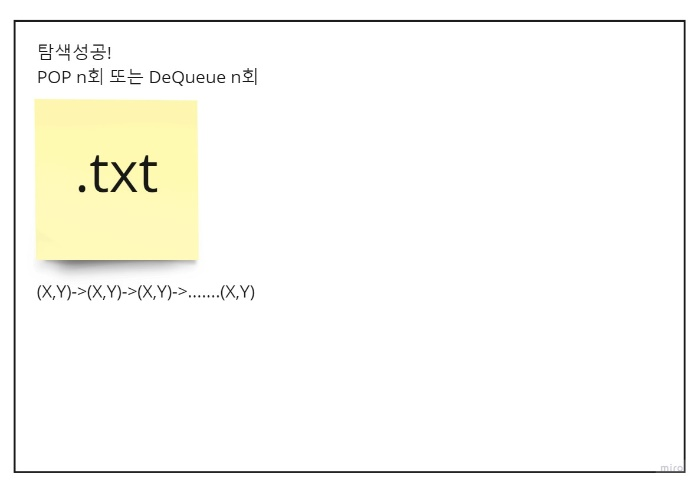 탐색성공!
POP n회 또는 DeQueue n회
.txt
(X,Y)->(X,Y)->(X,Y)->.......(X,Y)
miro